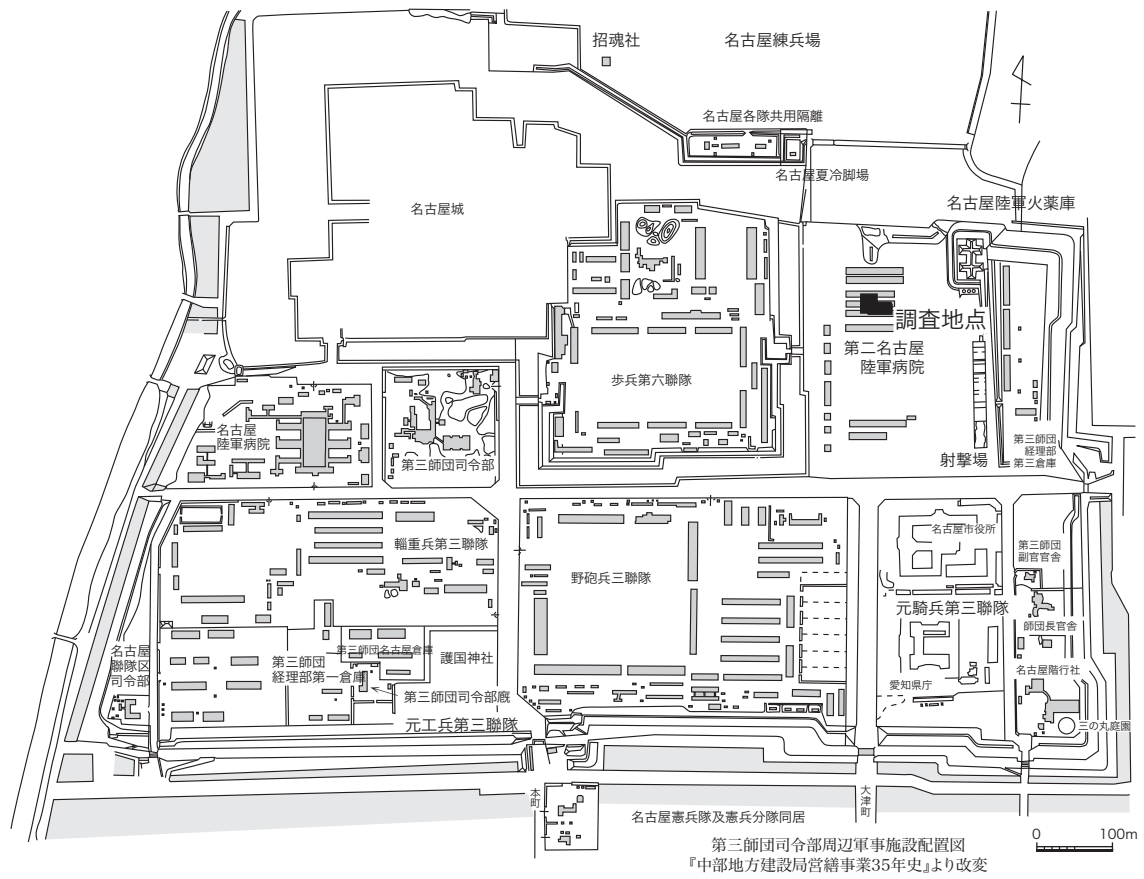 招魂社
名古屋練兵場
名古屋各隊共用隔離
名古屋夏冷脚場
名古屋陸軍火薬庫
名古屋城
調査地点
第二名古屋
陸軍病院
歩兵第六聯隊
名古屋
陸軍病院
第三師団司令部
射撃場
第三師団
経理部
第三倉庫
輜重兵第三聯隊
野砲兵三聯隊
名古屋市役所
第三師団
副官官舎
元騎兵第三聯隊
師団長官舎
名古屋
聯隊区
司令部
第三師団名古屋倉庫
第三師団
経理部第一倉庫
護国神社
第三師団司令部厩
元工兵第三聯隊
愛知県庁
名古屋階行社
三の丸庭園
本町
大津町
名古屋憲兵隊及憲兵分隊同居
0 100m
第三師団司令部周辺軍事施設配置図
『中部地方建設局営繕事業35年史』より改変